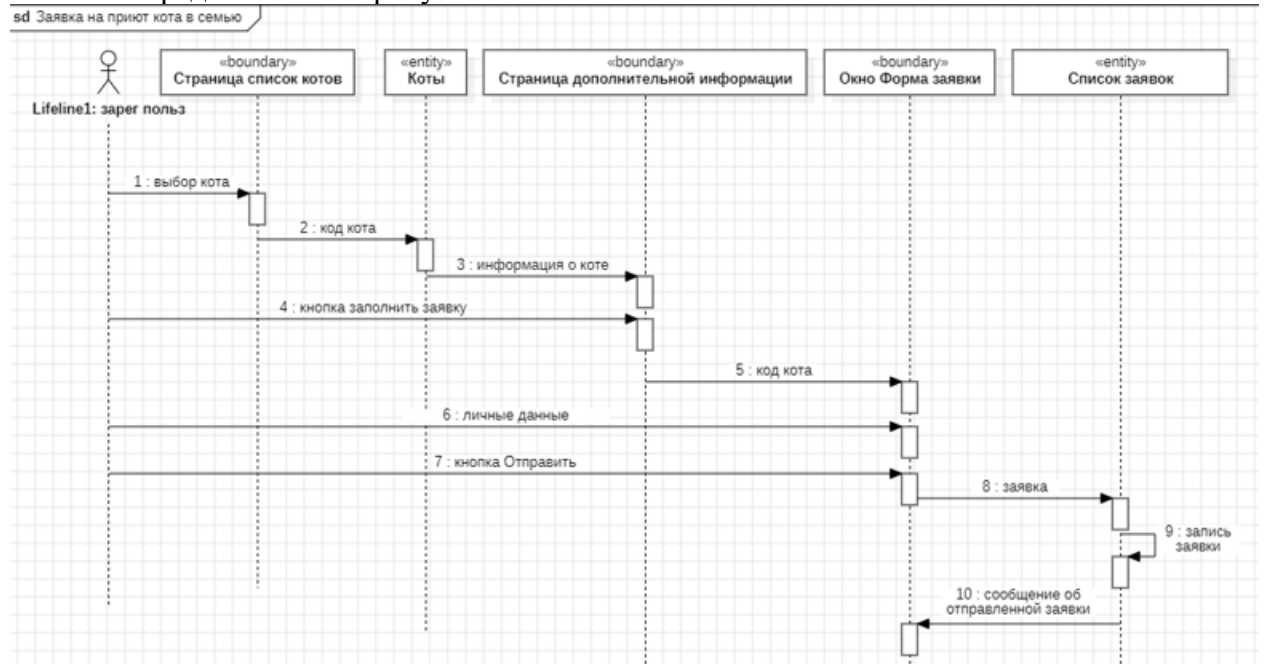 sd Заявка на приют кота в семью
«boundary»
Страница список котов
«entity»
Коты
«boundary»
Страница дополнительной информации
«boundary»
Окно Форма заявки
«entity»
Список заявок
Lifeline1: зарег польз
1 : выбор кота
2 : код кота
3 : информация о коте
4 : кнопка заполнить заявку
5 : код кота
6 : личные данные
7 : кнопка Отправить
8 : заявка
9 : запись
заявки
10 : сообщение об
отправленной заявки